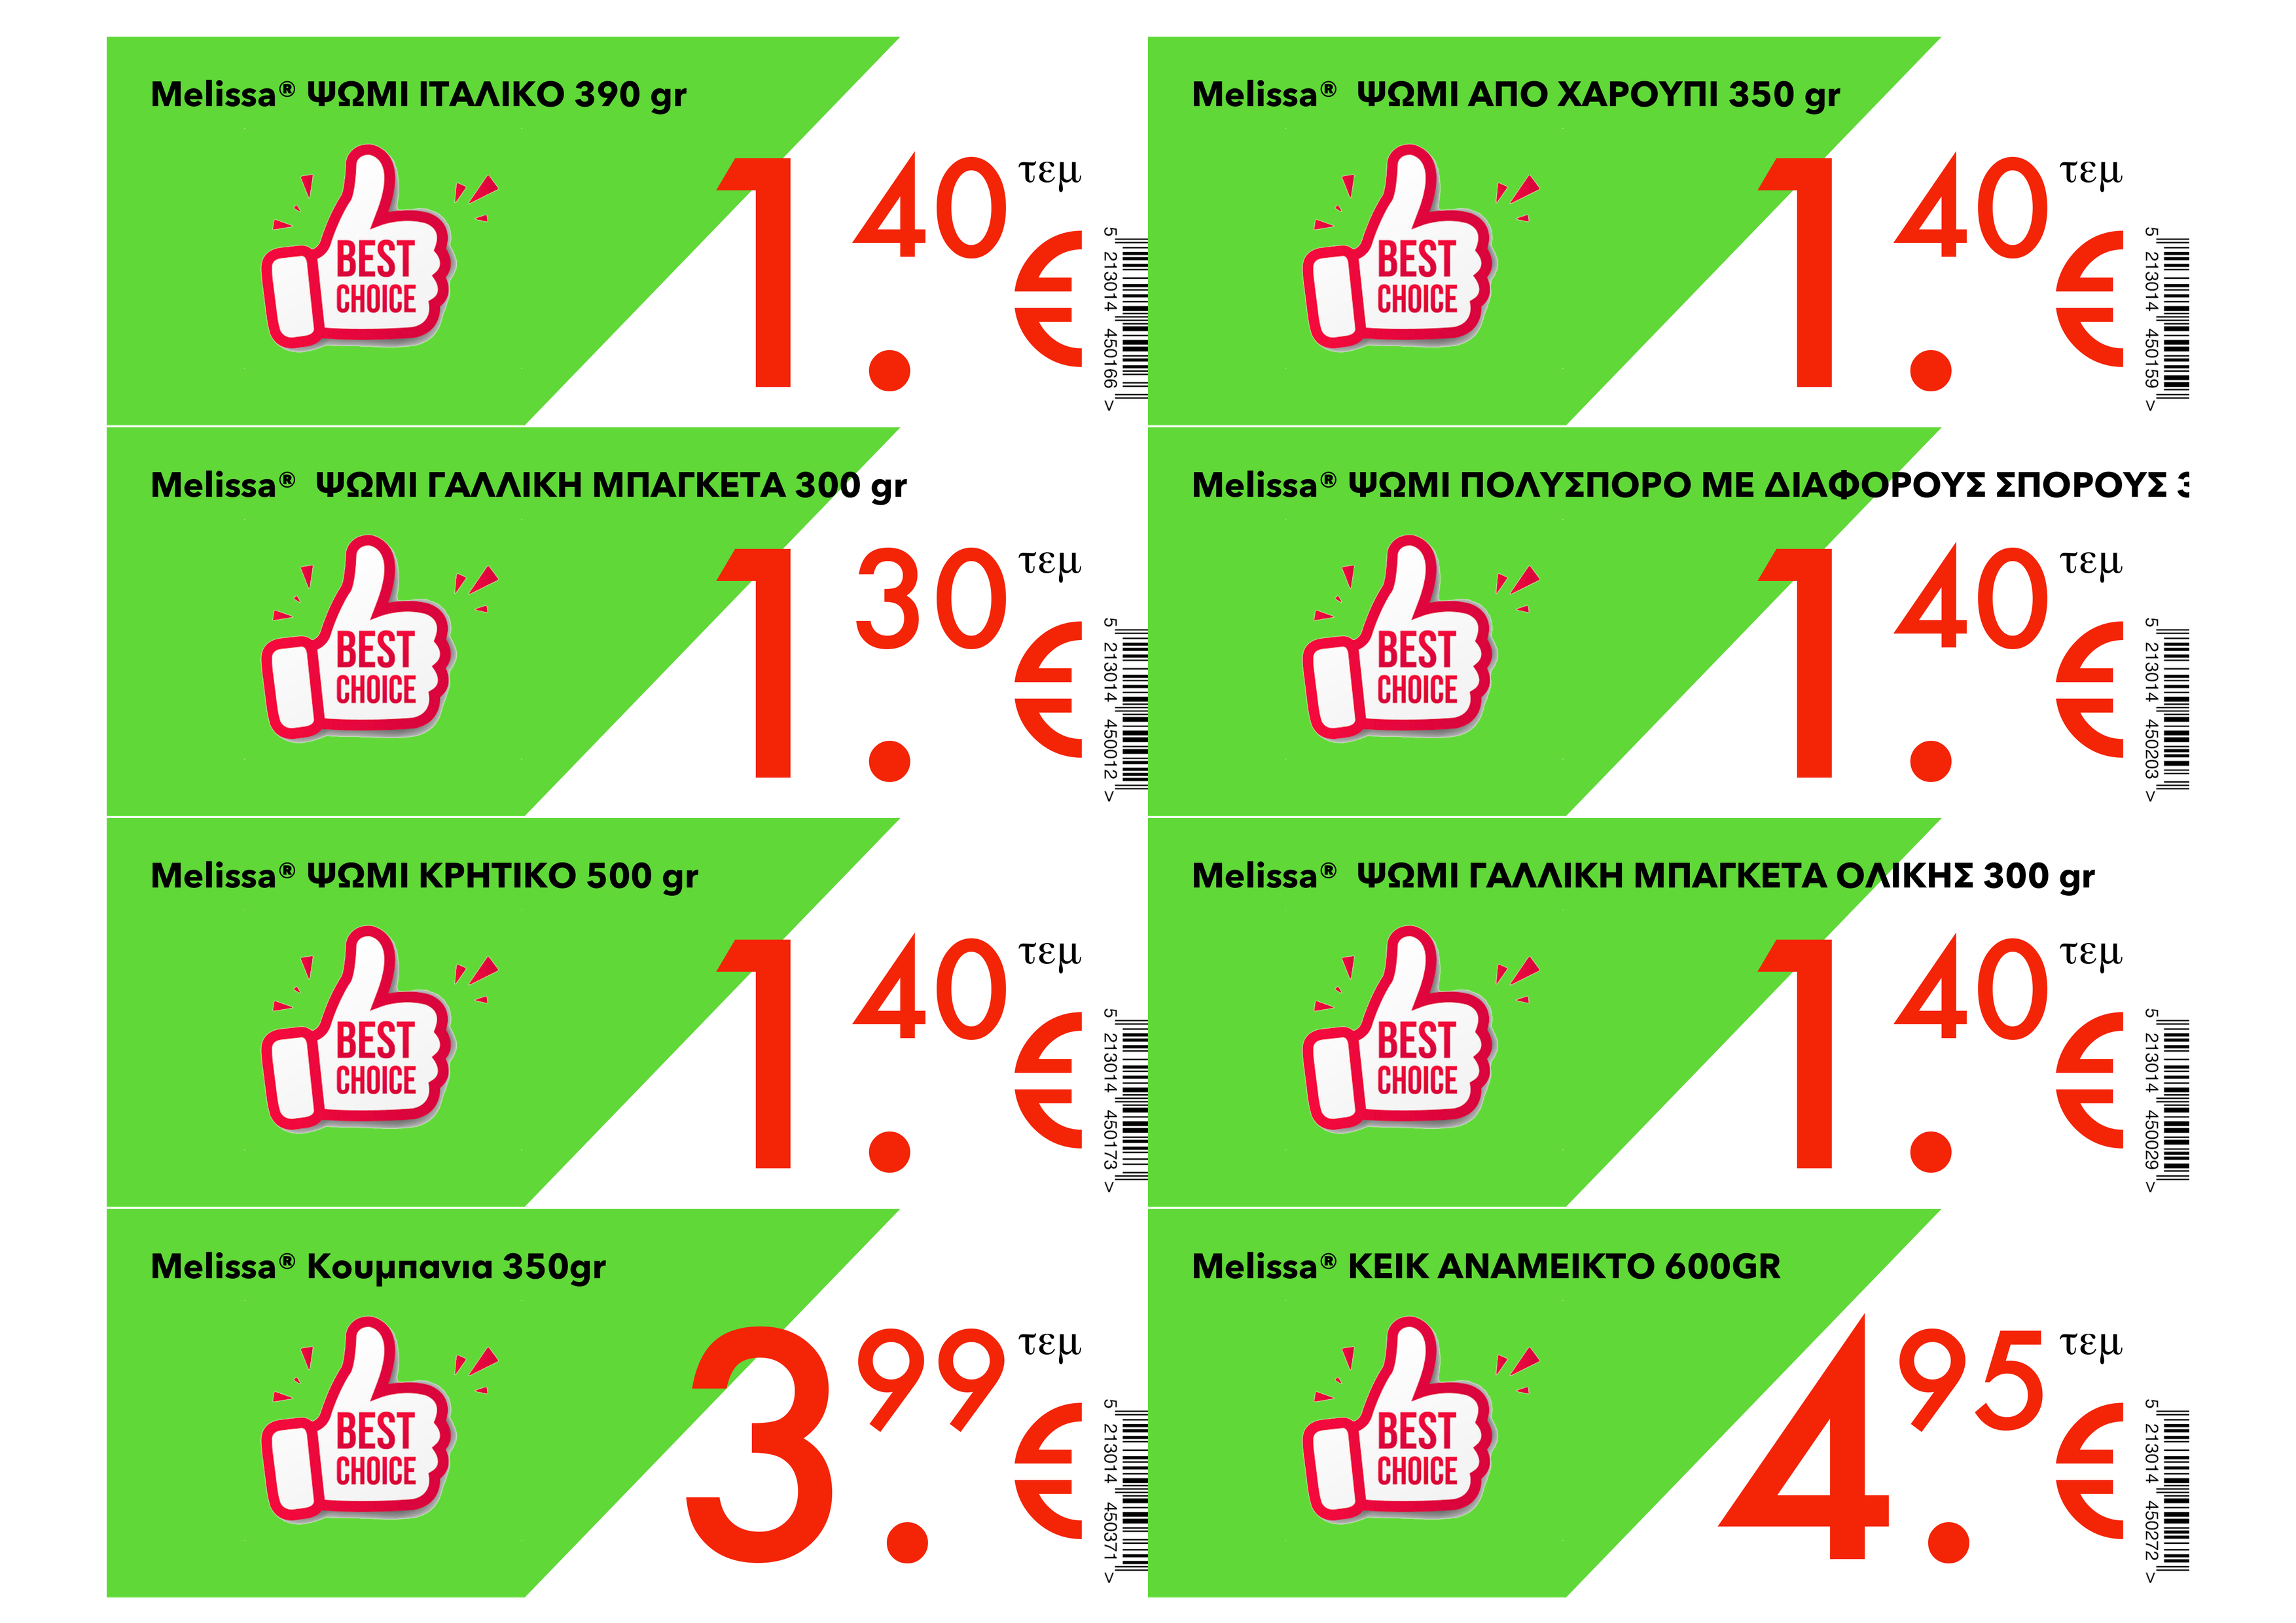 Melissa® ΨΩΜΙ ΙΤΑΛΙΚΟ 390 gr
BEST
CHOICE
1.40
τεμ
€
5 213014 450166 >
Melissa® ΨΩΜΙ ΑΠΟ ΧΑΡΟΥΠΙ 350 gr
BEST
CHOICE
1.40
τεμ
€
5 213014 450159 >
Melissa® ΨΩΜΙ ΓΑΛΛΙΚΗ ΜΠΑΓΚΕΤΑ 300 gr
BEST
CHOICE
1.30
τεμ
€
5 213014 450012 >
Melissa® ΨΩΜΙ ΠΟΛΥΣΠΟΡΟ ΜΕ ΔΙΑΦΟΡΟΥΣ ΣΠΟΡΟΥΣ
BEST
CHOICE
1.40
τεμ
€
5 213014 450203 >
Melissa® ΨΩΜΙ ΚΡΗΤΙΚΟ 500 gr
BEST
CHOICE
1.40
τεμ
€
5 213014 450173 >
Melissa® ΨΩΜΙ ΓΑΛΛΙΚΗ ΜΠΑΓΚΕΤΑ ΟΛΙΚΗΣ 300 gr
BEST
CHOICE
1.40
τεμ
€
5 213014 450029 >
Melissa® Κουμπανια 350gr
BEST
CHOICE
3.99
τεμ
€
5 213014 450371 >
Melissa® ΚΕΙΚ ΑΝΑΜΕΙΚΤΟ 600GR
BEST
CHOICE
4.95
τεμ
€
5 213014 450272 >